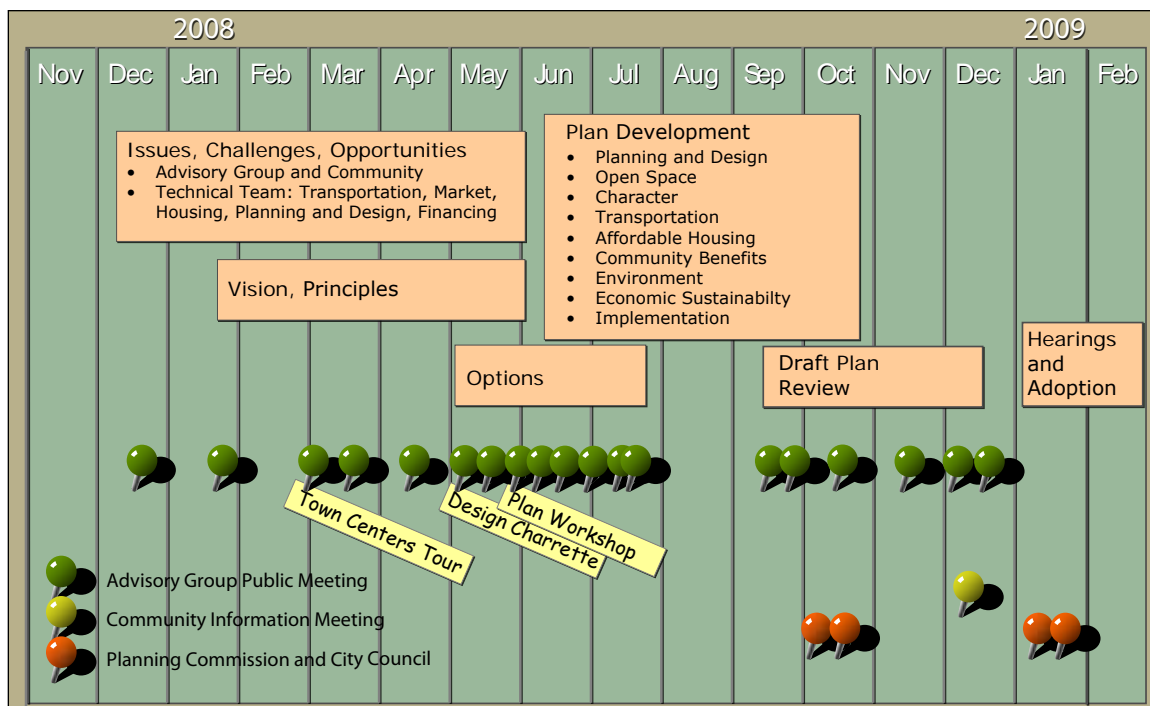 2008
2009
Nov Dec Jan Feb Mar Apr May Jun Jul Aug Sep Oct Nov Dec Jan Feb
Issues, Challenges, Opportunities
• Advisory Group and Community
• Technical Team: Transportation, Market,
Housing, Planning and Design, Financing
Plan Development
• Planning and Design
• Open Space
• Character
• Transportation
• Affordable Housing
• Community Benefits
• Environment
• Economic Sustainabilty
• Implementation
Vision, Principles
Options
Draft Plan
Review
Hearings
and
Adoption
Town Centers Tour
Design Charrette
Plan Workshop
Advisory Group Public Meeting
Community Information Meeting
Planning Commission and City Council